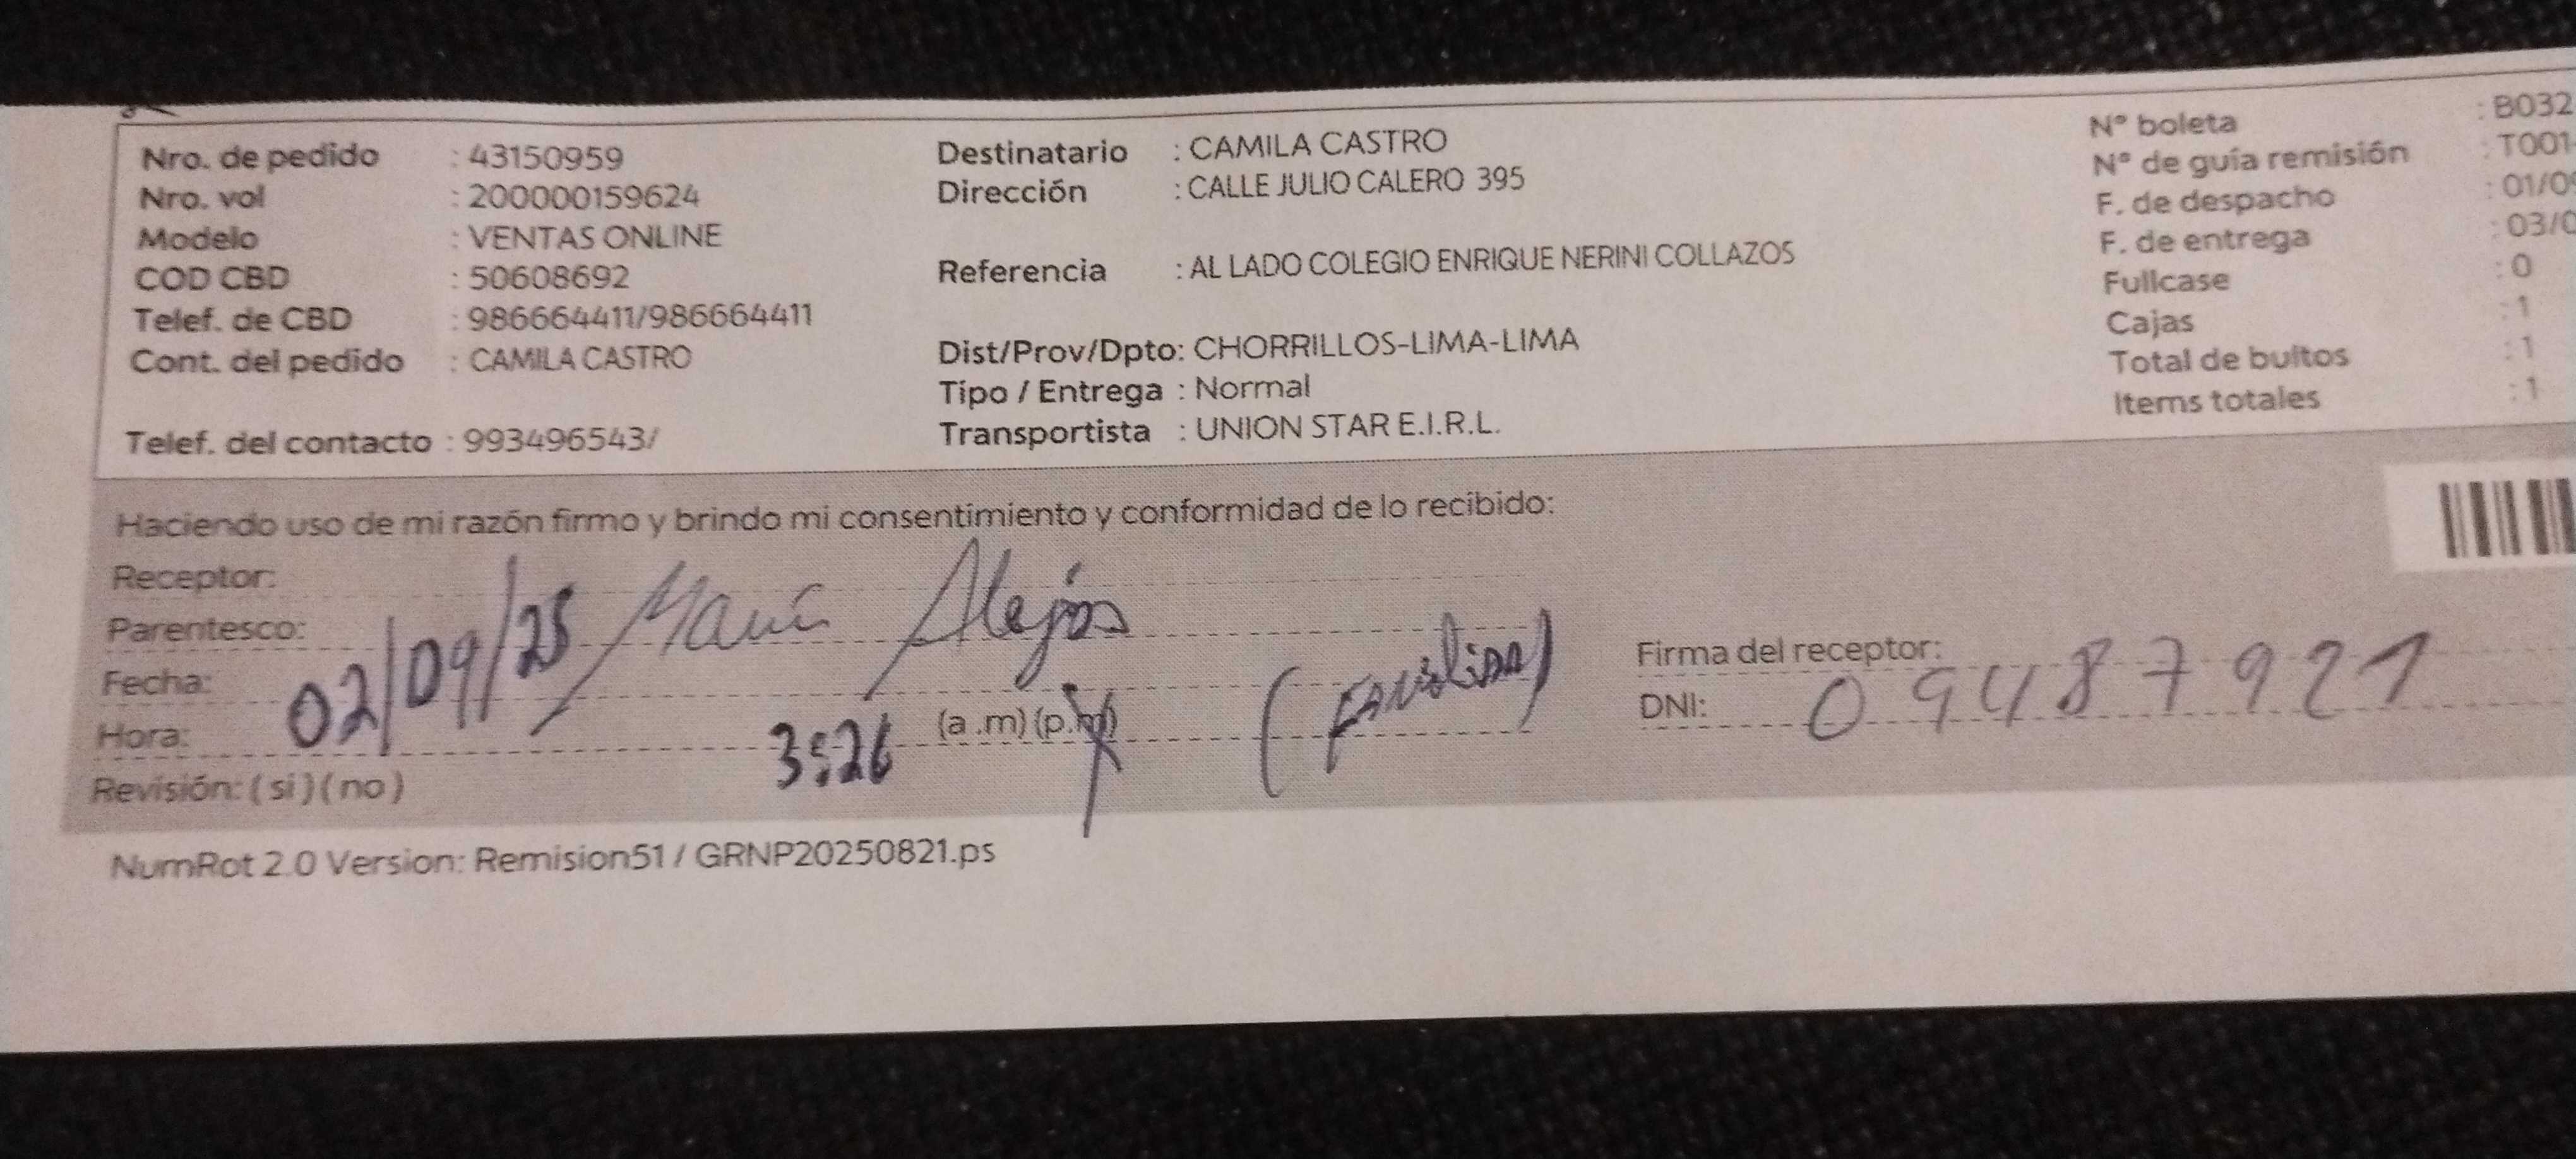 Nro. de pedido : 43150959
Nro. vol : 200000159624
Modelo : VENTAS ONLINE
COD CBD : 50608692
Telef. de CBD : 986664411/986664411
Cont. del pedido : CAMILA CASTRO
Telef. del contacto : 993496543/
Destinatario : CAMILA CASTRO
Dirección : CALLE JULIO CALERO 395
Referencia : AL LADO COLEGIO ENRIQUE NERINI COLLAZOS
Dist/Prov/Dpto: CHORRILLOS-LIMA-LIMA
Tipo / Entrega : Normal
Transportista : UNION STAR E.I.R.L.
N° boleta : B032
N° de guía remisión : T001-
F. de despacho : 01/09
F. de entrega : 03/0
Fullcase : 0
Cajas : 1
Total de bultos : 1
Items totales : 1
Haciendo uso de mi razón firmo y brindo mi consentimiento y conformidad de lo recibido:
Receptor:
Parentesco: María Alejos
Fecha: 02/09/25
Hora: 3:26 (a .m) (p.m)
Revisión: ( si ) ( no )
Firma del receptor:
DNI: 09487921
NumRot 2.0 Version: Remision51 / GRNP20250821.ps